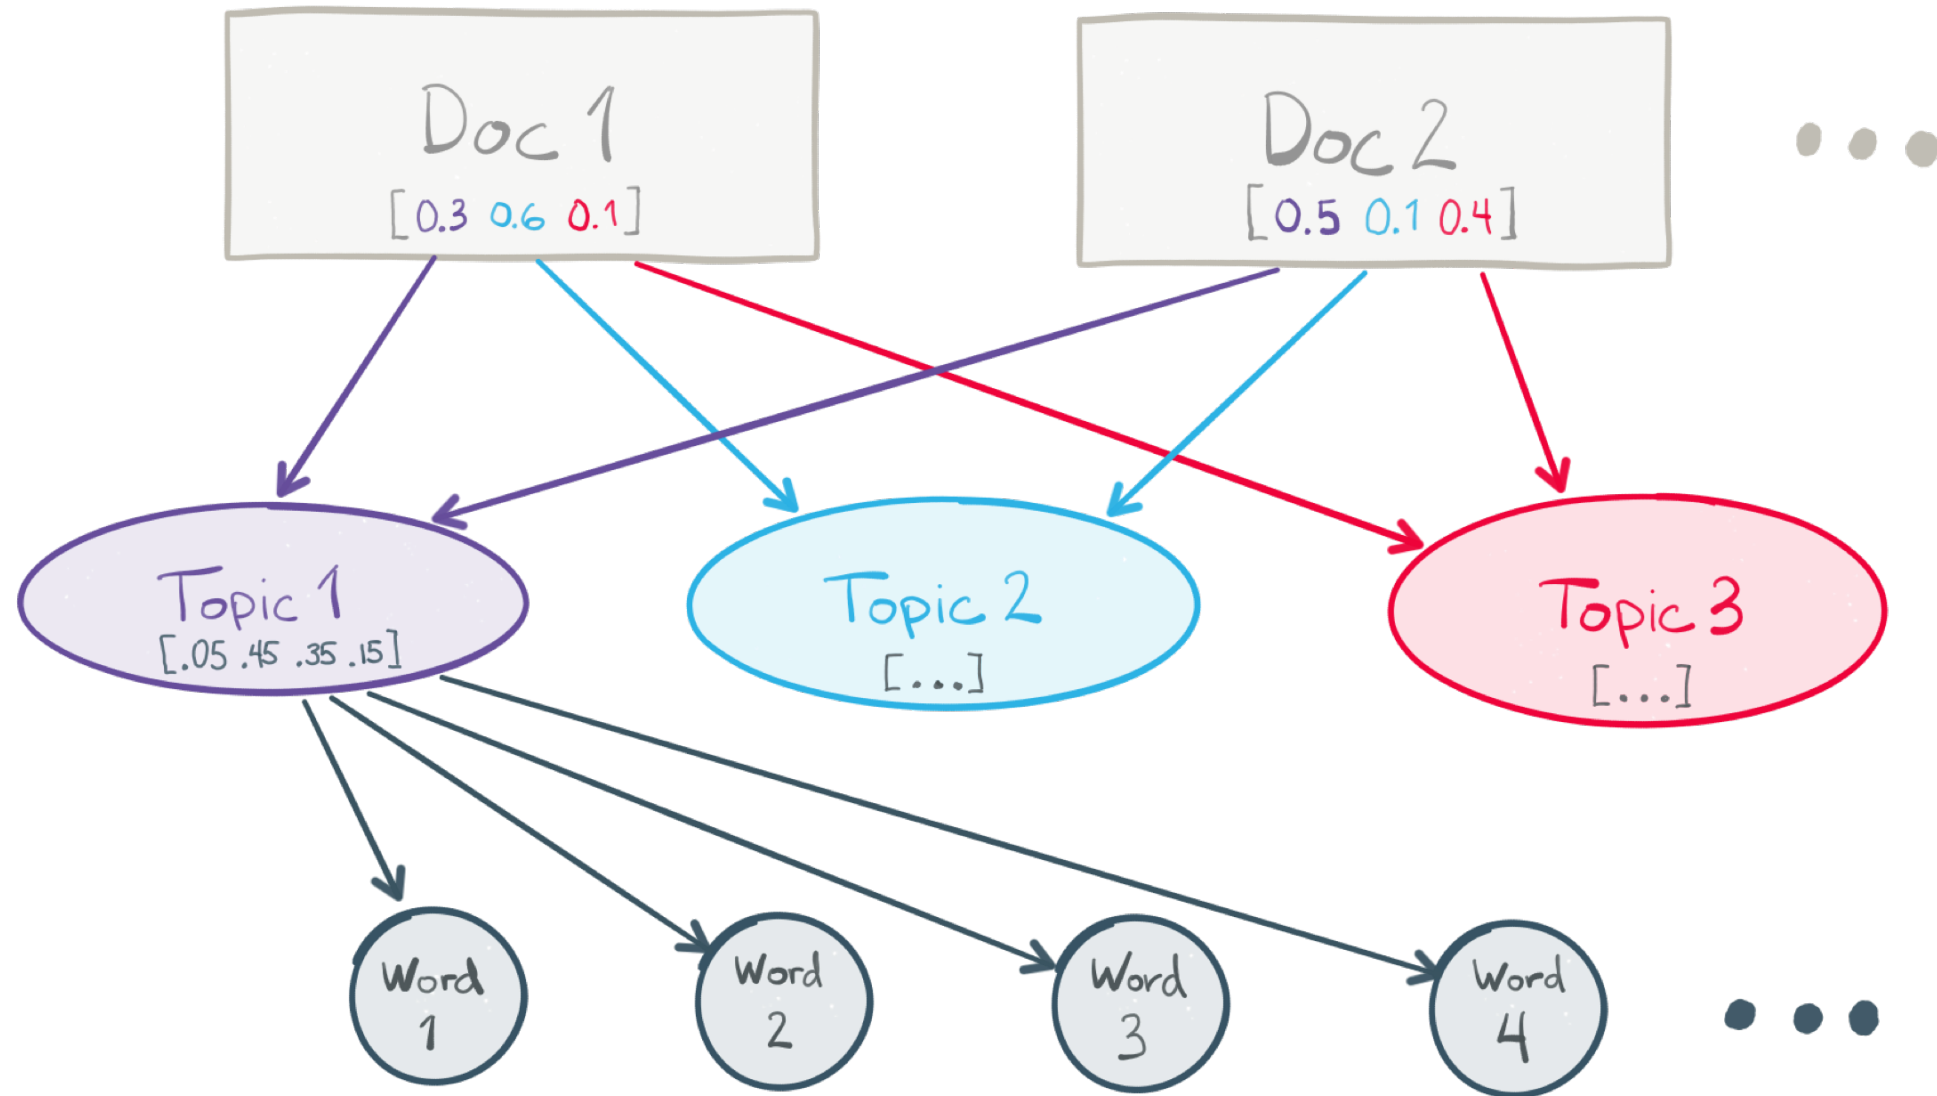 Doc 1
[0.3 0.6 0.1]
Doc 2
[0.5 0.1 0.4]
Topic 1
[.05 .45 .35 .15]
Topic 2
[...]
Topic 3
[...]
Word
1
Word
2
Word
3
Word
4